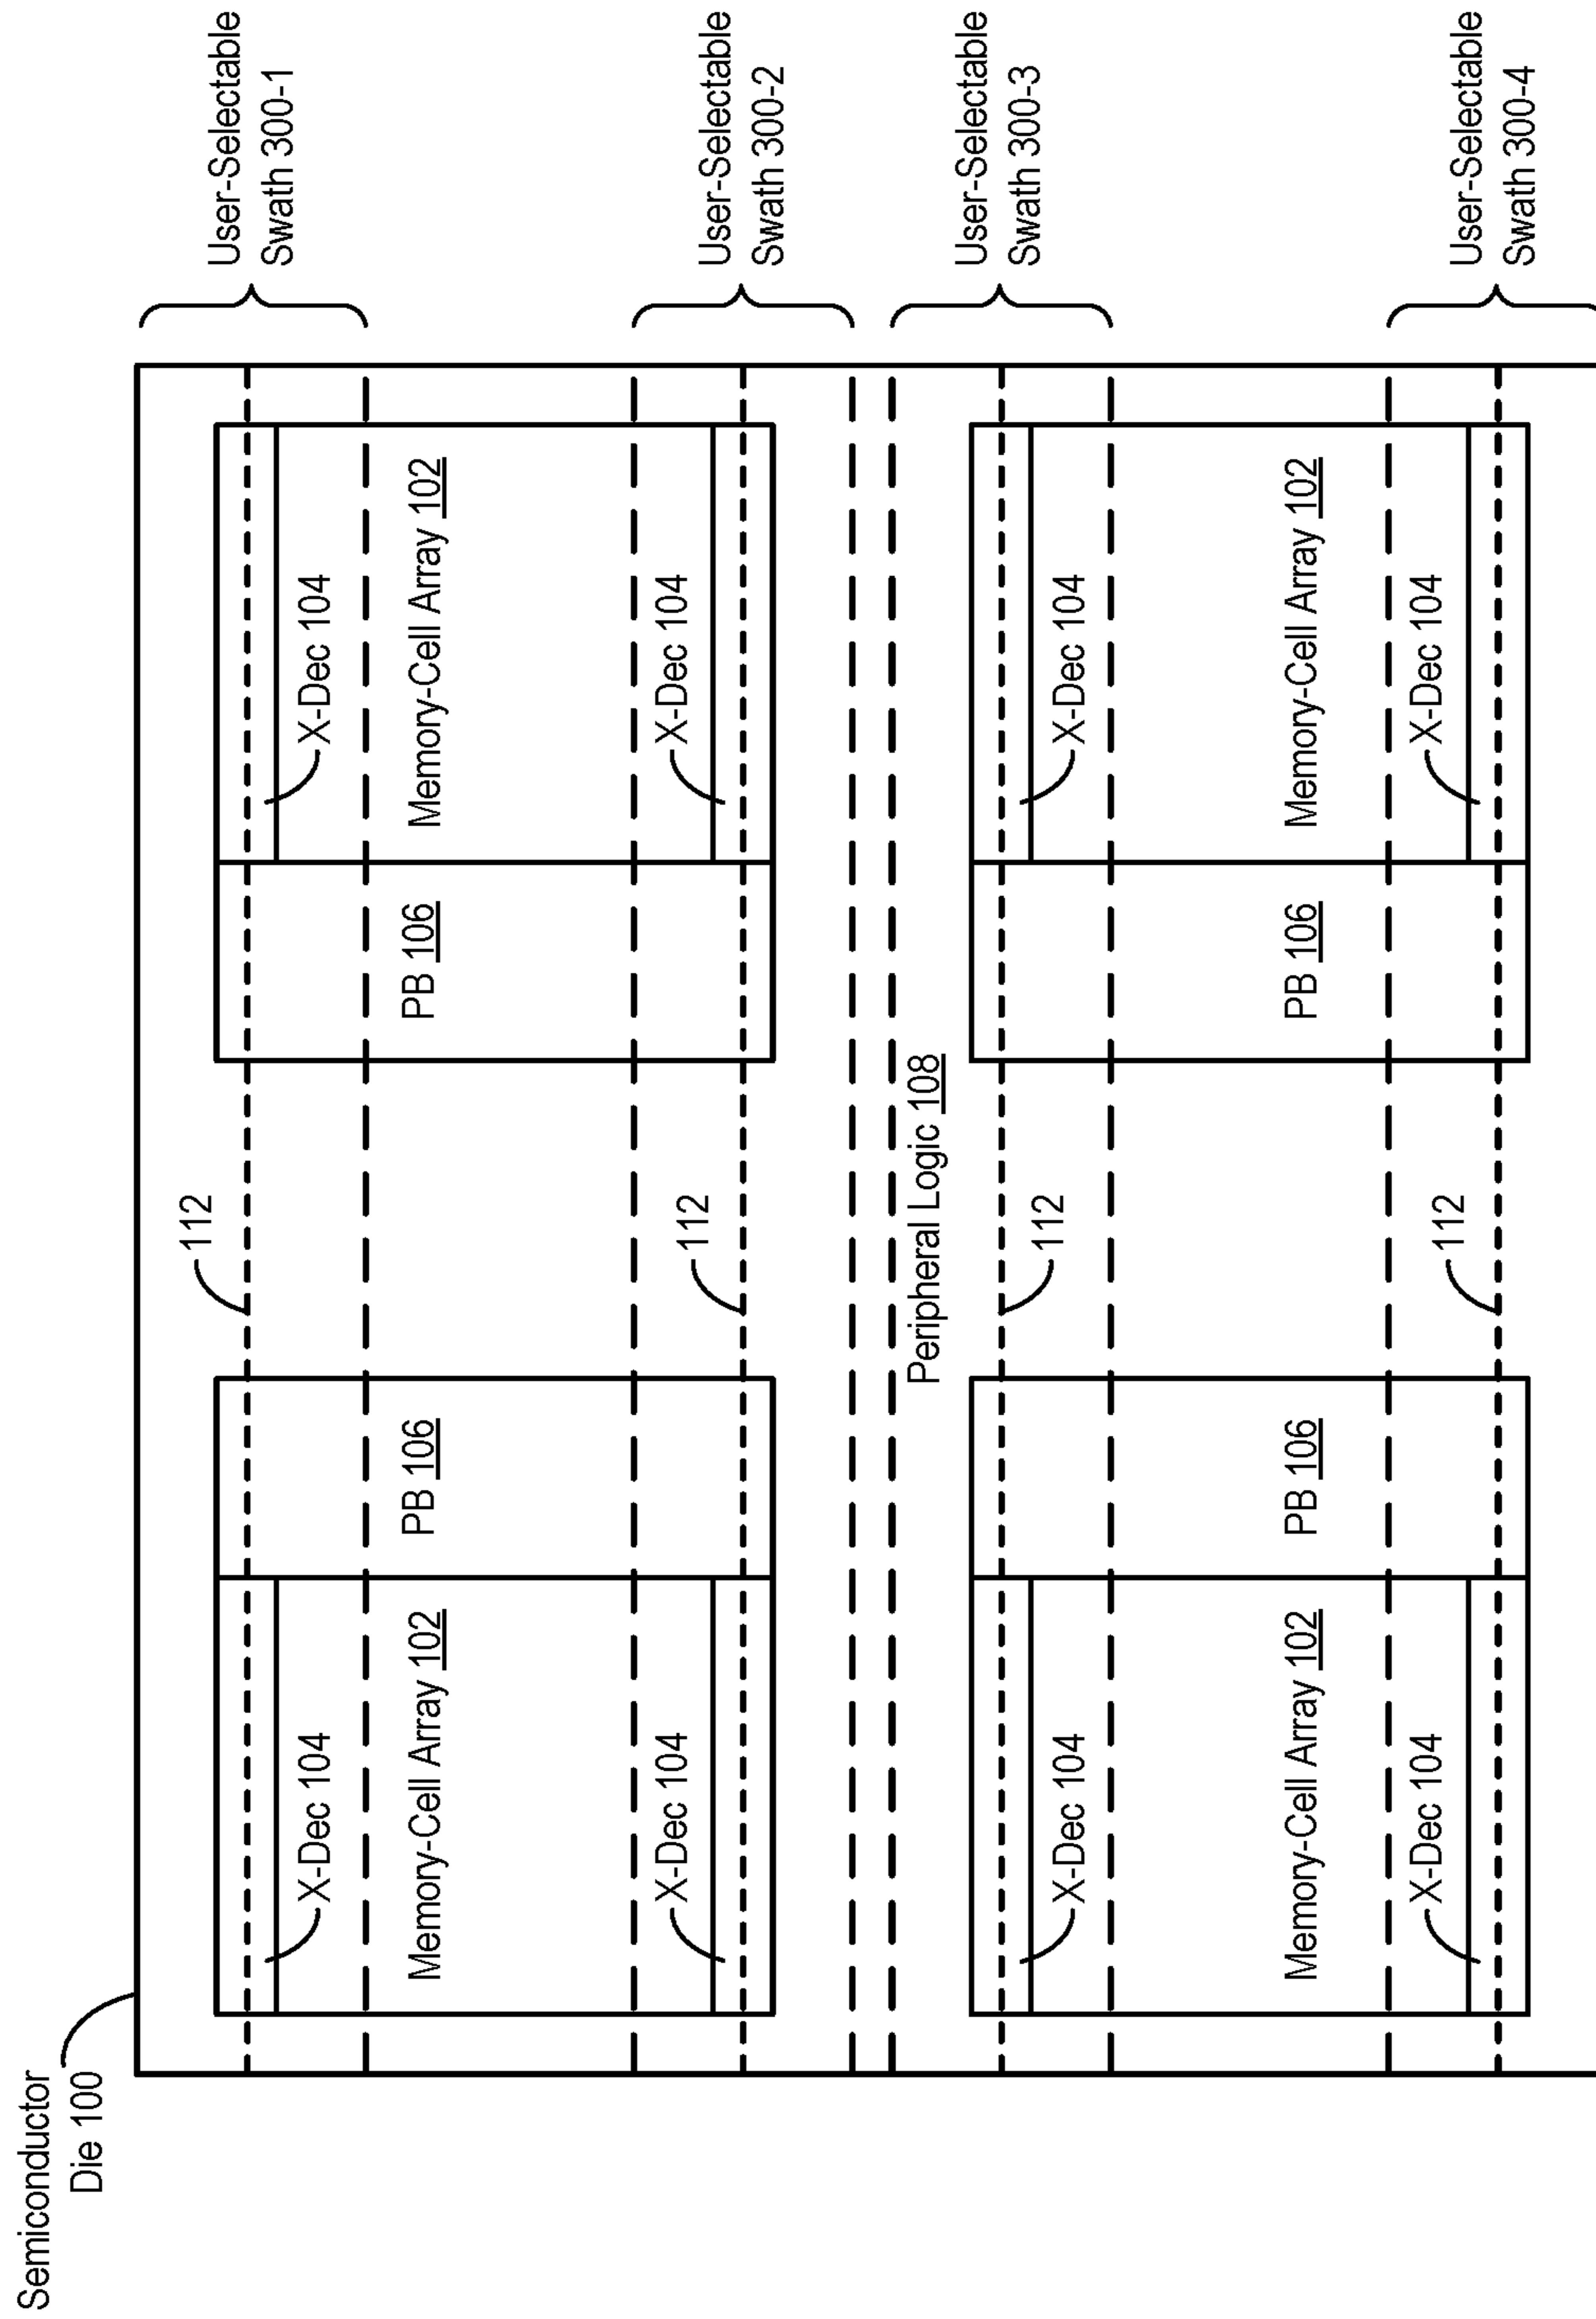 Semiconductor
Die 100
112
User-Selectable
Swath 300-1
X-Dec 104
X-Dec 104
Memory-Cell Array 102
PB 106
PB 106
Memory-Cell Array 102
X-Dec 104
112
X-Dec 104
User-Selectable
Swath 300-2
Peripheral Logic 108
User-Selectable
Swath 300-3
X-Dec 104
112
X-Dec 104
Memory-Cell Array 102
PB 106
PB 106
Memory-Cell Array 102
X-Dec 104
112
X-Dec 104
User-Selectable
Swath 300-4